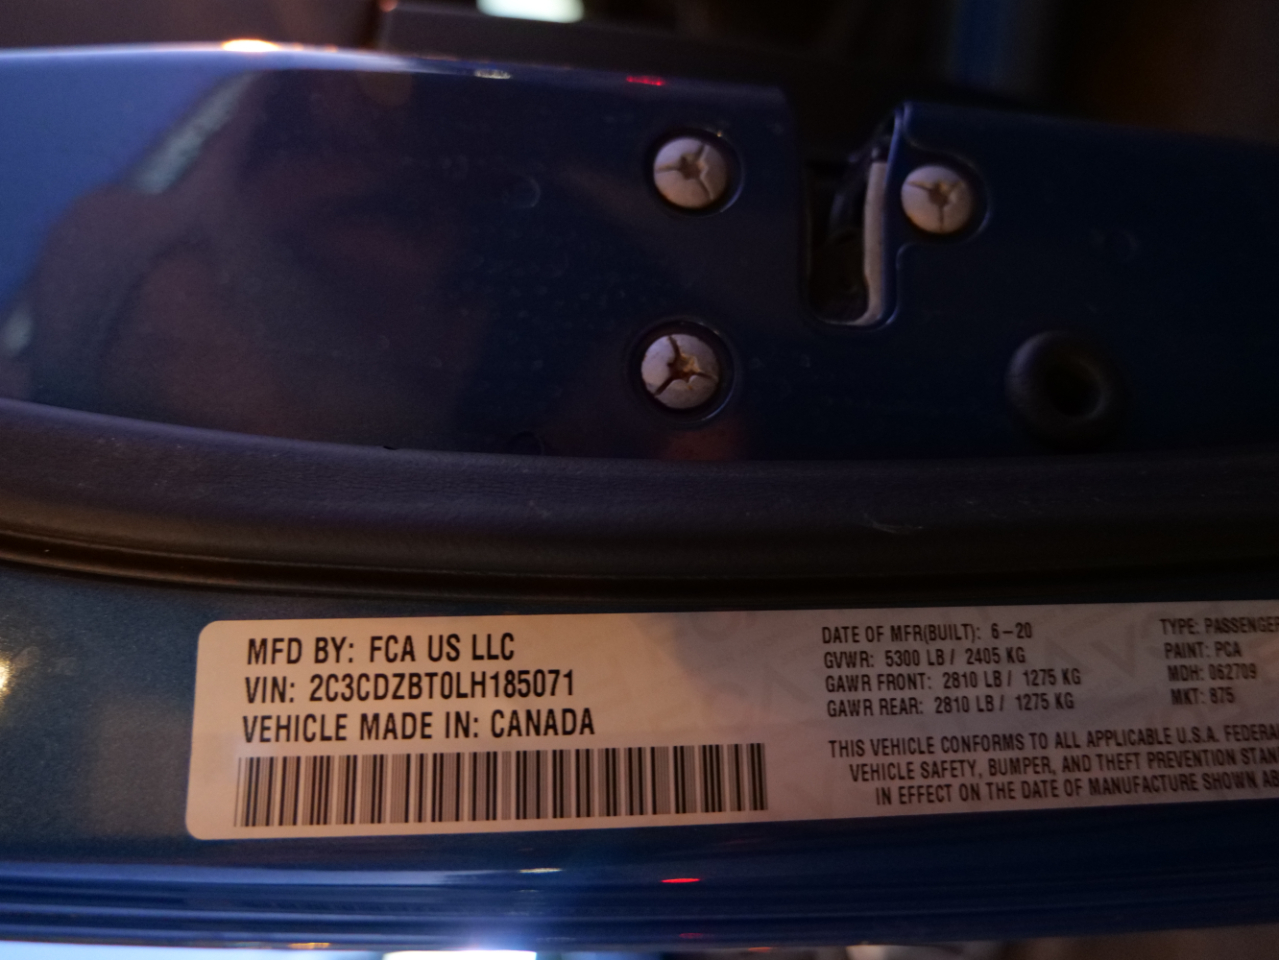 MFD BY: FCA US LLC
VIN: 2C3CDZBT0LH185071
VEHICLE MADE IN: CANADA
DATE OF MFR(BUILT): 6-20
GVWR: 5300 LB / 2405 KG
GAWR FRONT: 2810 LB / 1275 KG
GAWR REAR: 2810 LB / 1275 KG
TYPE: PASSENGER
PAINT: PCA
MDH: 062709
MKT: 875
THIS VEHICLE CONFORMS TO ALL APPLICABLE U.S.A. FEDERA
VEHICLE SAFETY, BUMPER, AND THEFT PREVENTION STAN
IN EFFECT ON THE DATE OF MANUFACTURE SHOWN AB